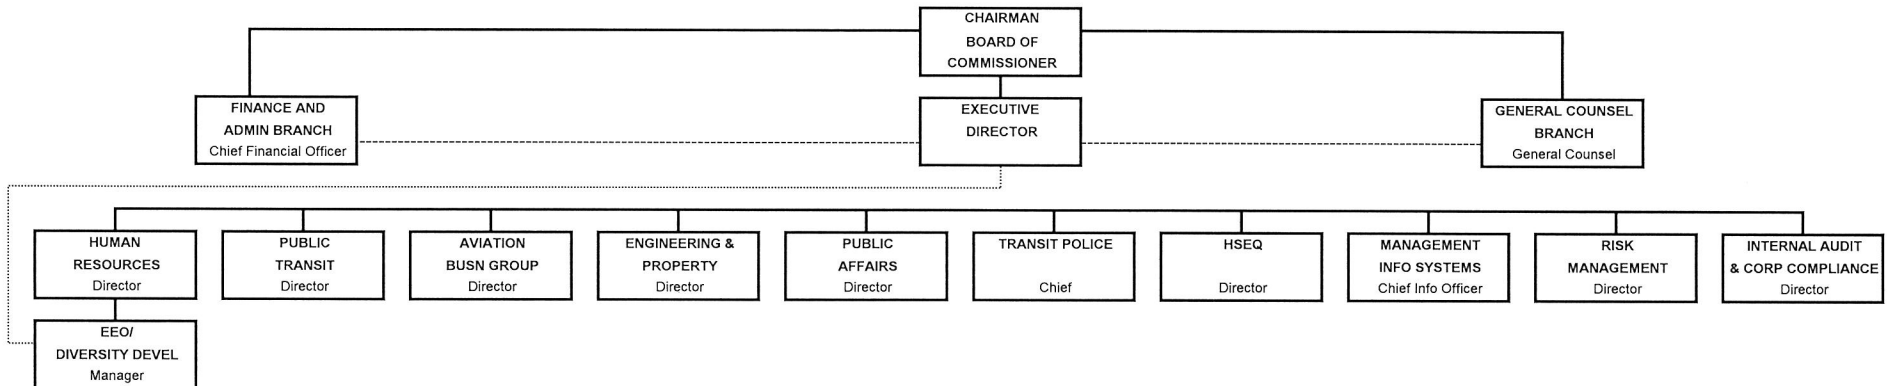 CHAIRMAN
BOARD OF
COMMISSIONER
FINANCE AND
ADMIN BRANCH
Chief Financial Officer
EXECUTIVE
DIRECTOR
GENERAL COUNSEL
BRANCH
General Counsel
HUMAN
RESOURCES
Director
PUBLIC
TRANSIT
Director
AVIATION
BUSN GROUP
Director
ENGINEERING &
PROPERTY
Director
PUBLIC
AFFAIRS
Director
TRANSIT POLICE
Chief
HSEQ
Director
MANAGEMENT
INFO SYSTEMS
Chief Info Officer
RISK
MANAGEMENT
Director
INTERNAL AUDIT
& CORP COMPLIANCE
Director
EEO/
DIVERSITY DEVEL
Manager